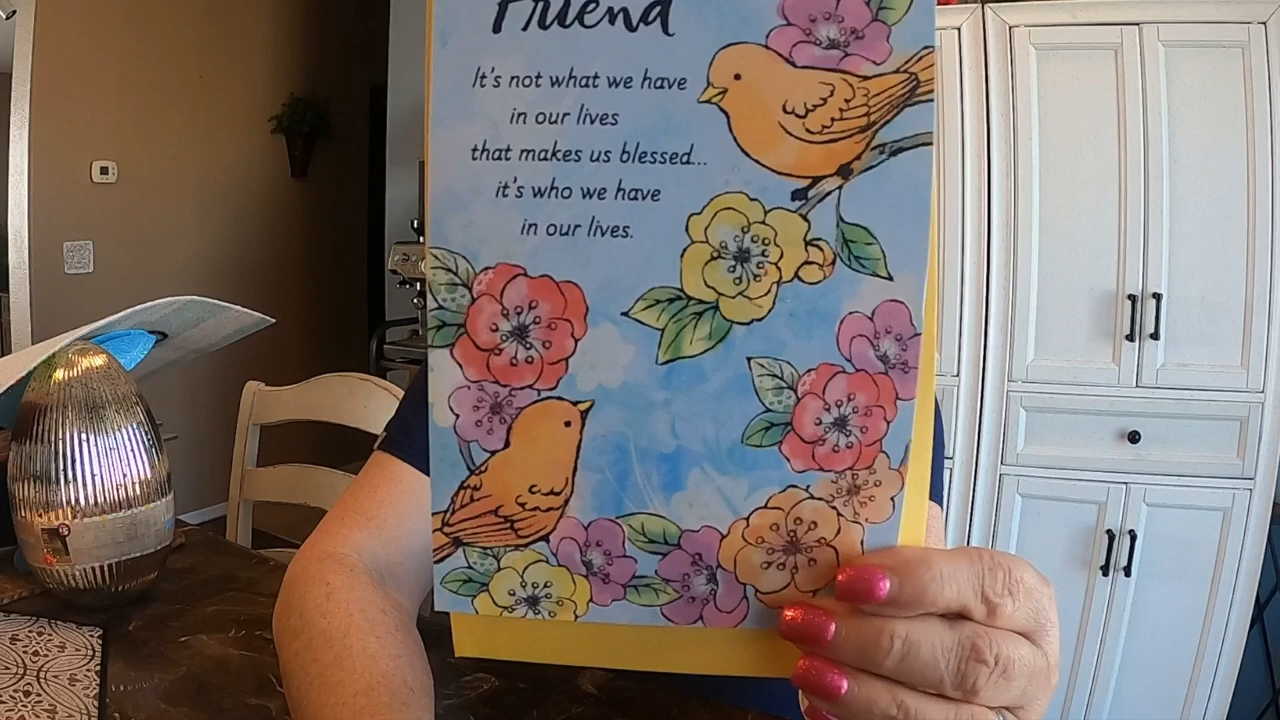 Friend
It's not what we have
in our lives
that makes us blessed...
it's who we have
in our lives.